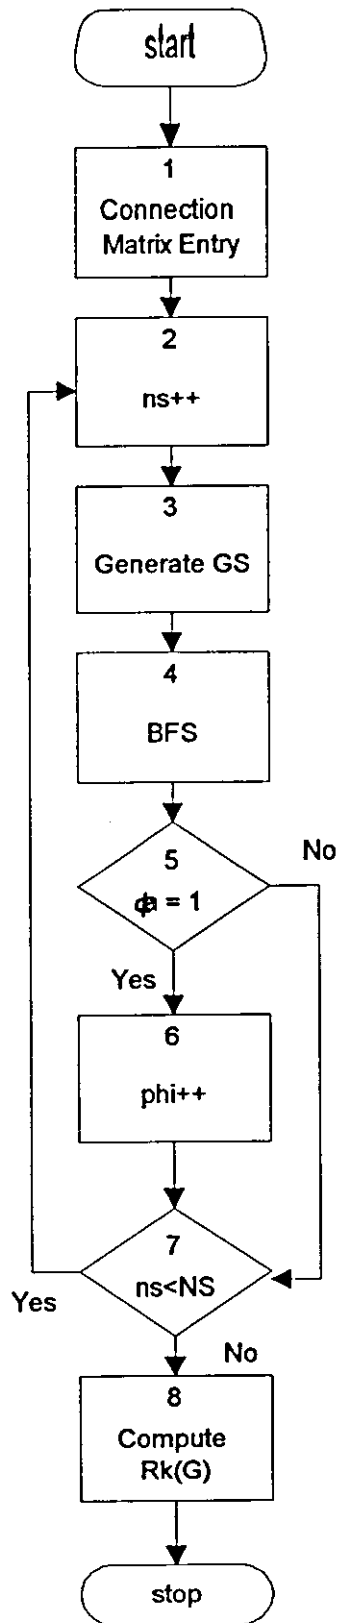 start
1
Connection
Matrix Entry
2
ns++
3
Generate GS
4
BFS
5
No
= 1
Yes
6
phi++
7
ns<NS
Yes
No
8
Compute
Rk(G)
stop